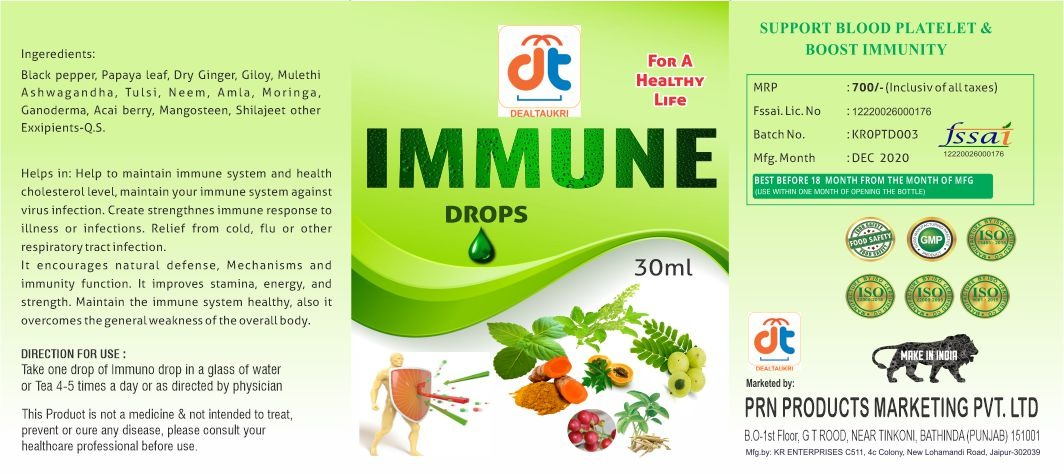 Ingeredients:
Black pepper, Papaya leaf, Dry Ginger, Giloy, Mulethi
Ashwagandha, Tulsi, Neem, Amla, Moringa,
Ganoderma, Acai berry, Mangosteen, Shilajeet other
Exxipients-Q.S.
Helps in: Help to maintain immune system and health
cholesterol level, maintain your immune system against
virus infection. Create strengthnes immune response to
illness or infections. Relief from cold, flu or other
respiratory tract infection.
It encourages natural defense, Mechanisms and
immunity function. It improves stamina, energy, and
strength. Maintain the immune system healthy, also it
overcomes the general weakness of the overall body.
DIRECTION FOR USE :
Take one drop of Immuno drop in a glass of water
or Tea 4-5 times a day or as directed by physician
This Product is not a medicine & not intended to treat,
prevent or cure any disease, please consult your
healthcare professional before use.
dt
DEALTAUKRI
For A
Healthy
Life
IMMUNE
DROPS
30ml
SUPPORT BLOOD PLATELET &
BOOST IMMUNITY
MRP : 700/- (Inclusiv of all taxes)
Fssai. Lic. No : 12220026000176
Batch No. : KR0PTD003
Mfg. Month : DEC 2020
fssai
12220026000176
BEST BEFORE 18 MONTH FROM THE MONTH OF MFG
(USE WITHIN ONE MONTH OF OPENING THE BOTTLE)
FOOD SAFETY
GMP
ISO
ISO
ISO
ISO
dt
DEALTAUKRI
MAKE IN INDIA
Marketed by:
PRN PRODUCTS MARKETING PVT. LTD
B.O-1st Floor, G T ROOD, NEAR TINKONI, BATHINDA (PUNJAB) 151001
Mfg.by: KR ENTERPRISES C511, 4c Colony, New Lohamandi Road, Jaipur-302039